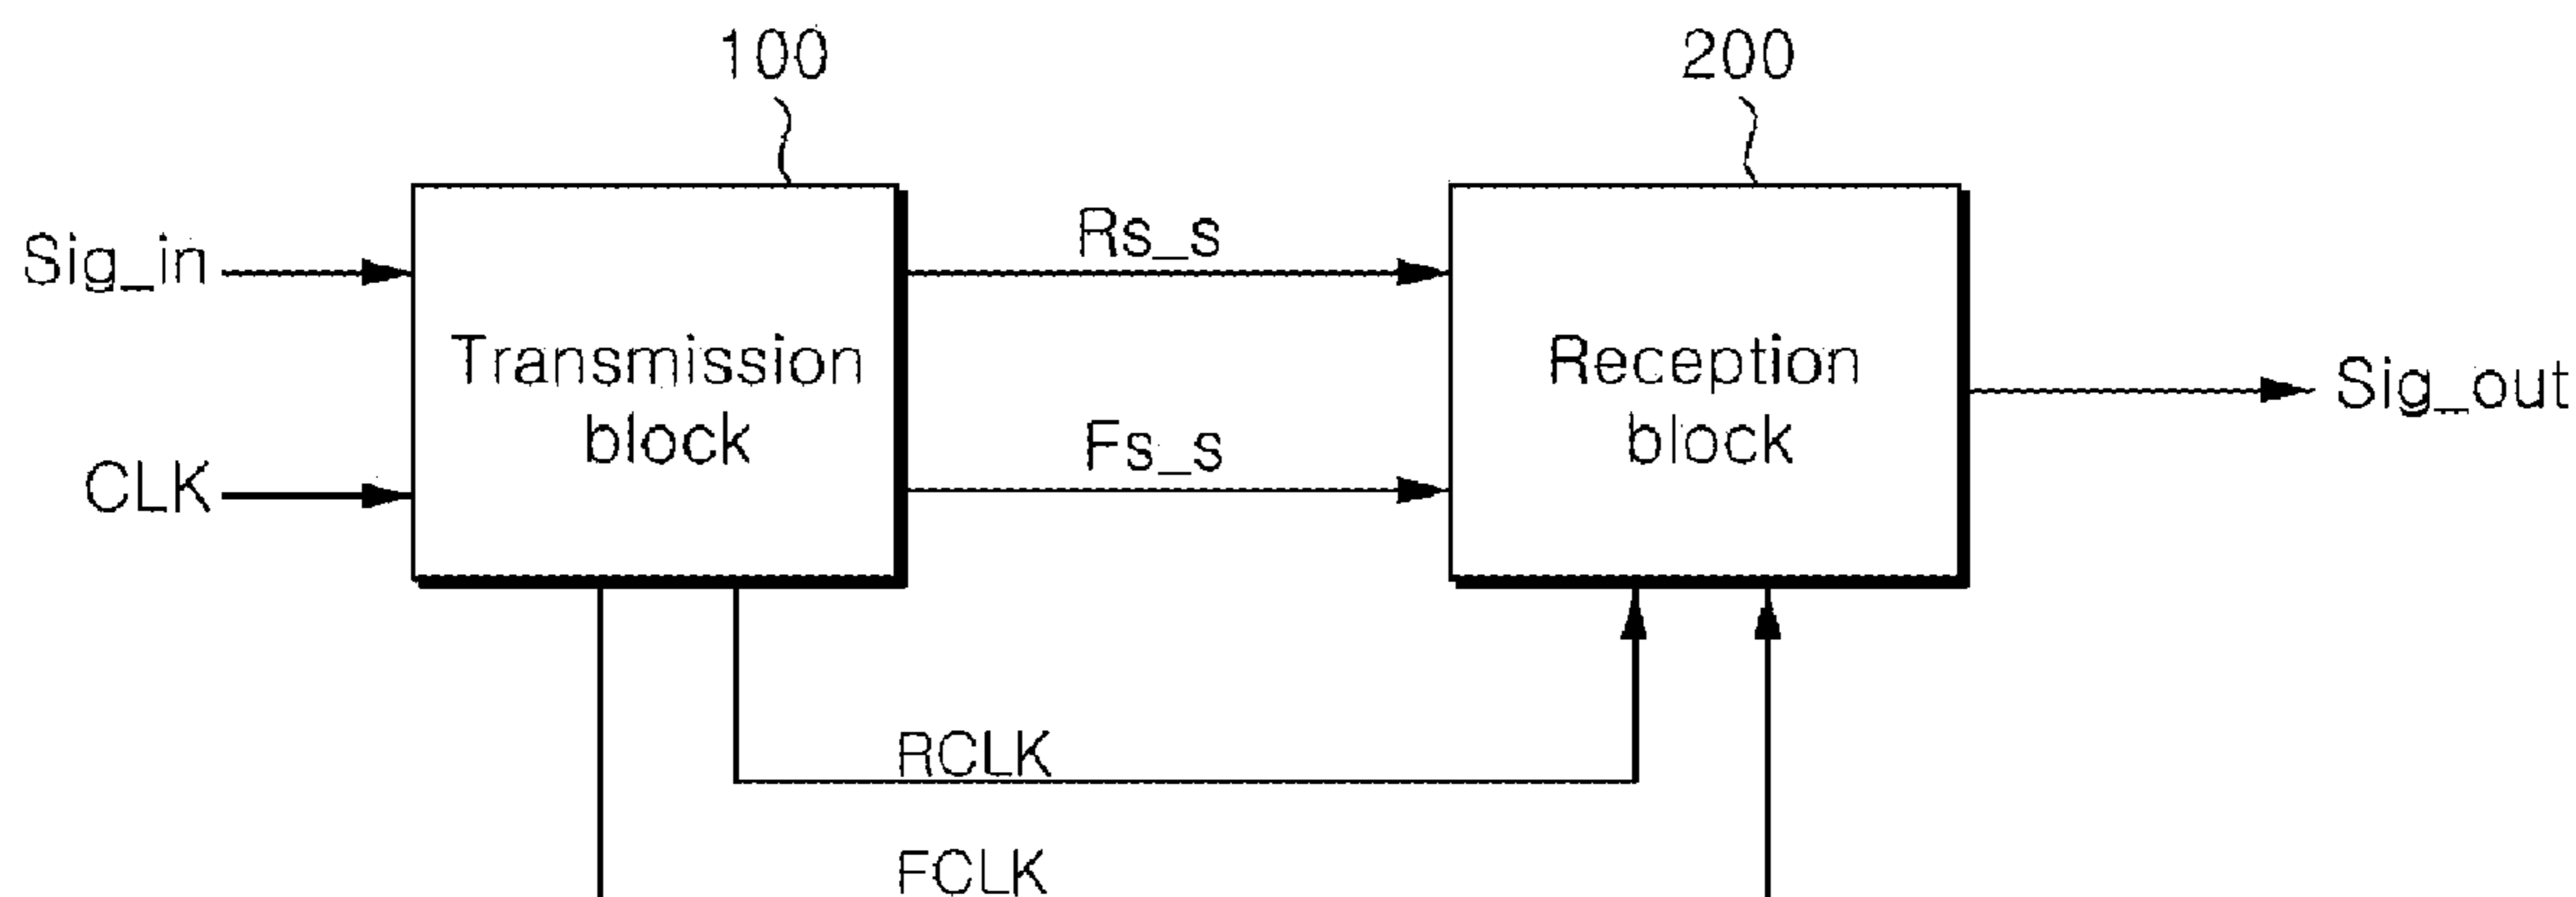 100
200
Sig_in
Rs_s
Transmission
block
Reception
block
Sig_out
CLK
Fs_s
RCLK
FCLK